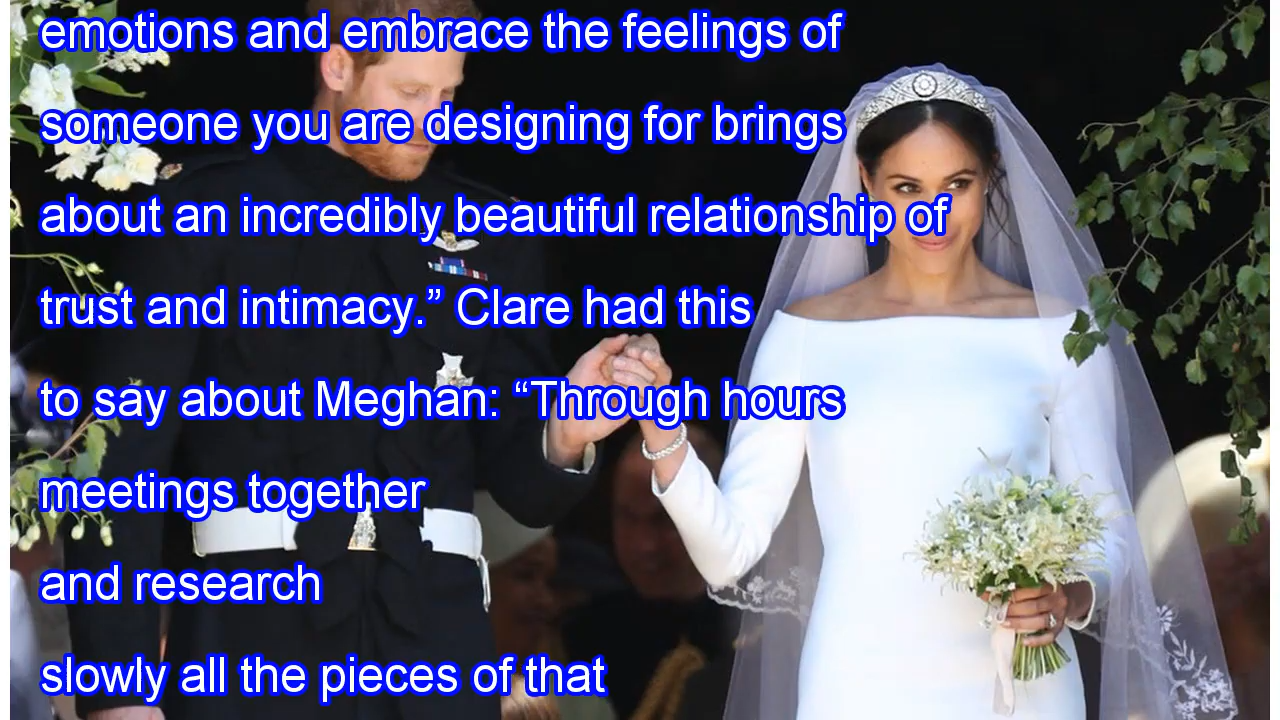 emotions and embrace the feelings of
someone you are designing for brings
about an incredibly beautiful relationship of
trust and intimacy.” Clare had this
to say about Meghan: “Through hours
meetings together
and research
slowly all the pieces of that